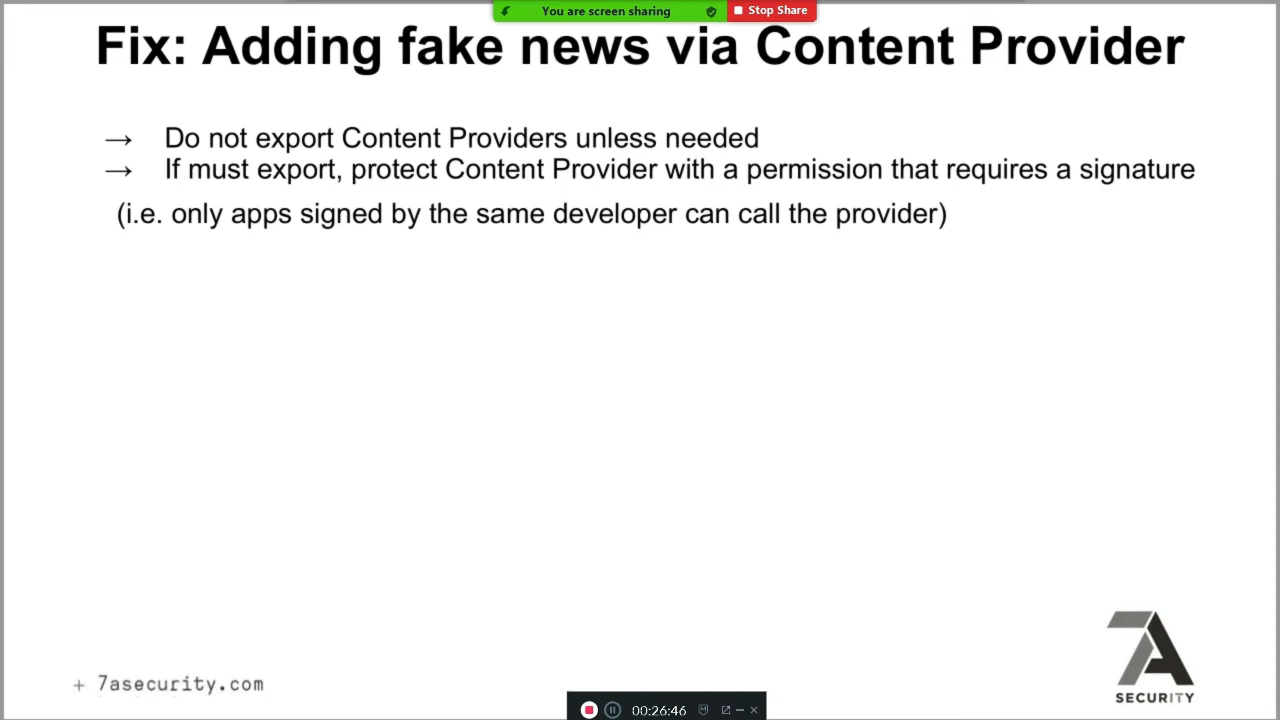 You are screen sharing
Stop Share
Fix: Adding fake news via Content Provider
→ Do not export Content Providers unless needed
→ If must export, protect Content Provider with a permission that requires a signature
(i.e. only apps signed by the same developer can call the provider)
7A
SECURITY
+ 7asecurity.com
00:26:46